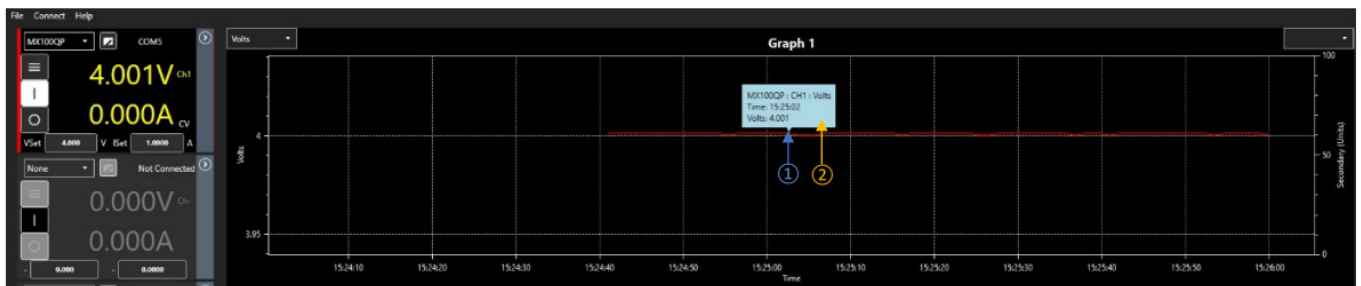 File Connect Help
MX100QP COM5
4.001V Ch1
0.000A CV
VSet 4.000 V ISet 1.0000 A
None Not Connected
0.000V Ch-
0.000A
- 0.000 - 0.0000
Volts
Graph 1
MX100QP : CH1 : Volts
Time: 15:25:02
Volts: 4.001
① ②
Volts
4
3.95
100
50
0
Secondary (Units)
15:24:10 15:24:20 15:24:30 15:24:40 15:24:50 15:25:00 15:25:10 15:25:20 15:25:30 15:25:40 15:25:50 15:26:00
Time